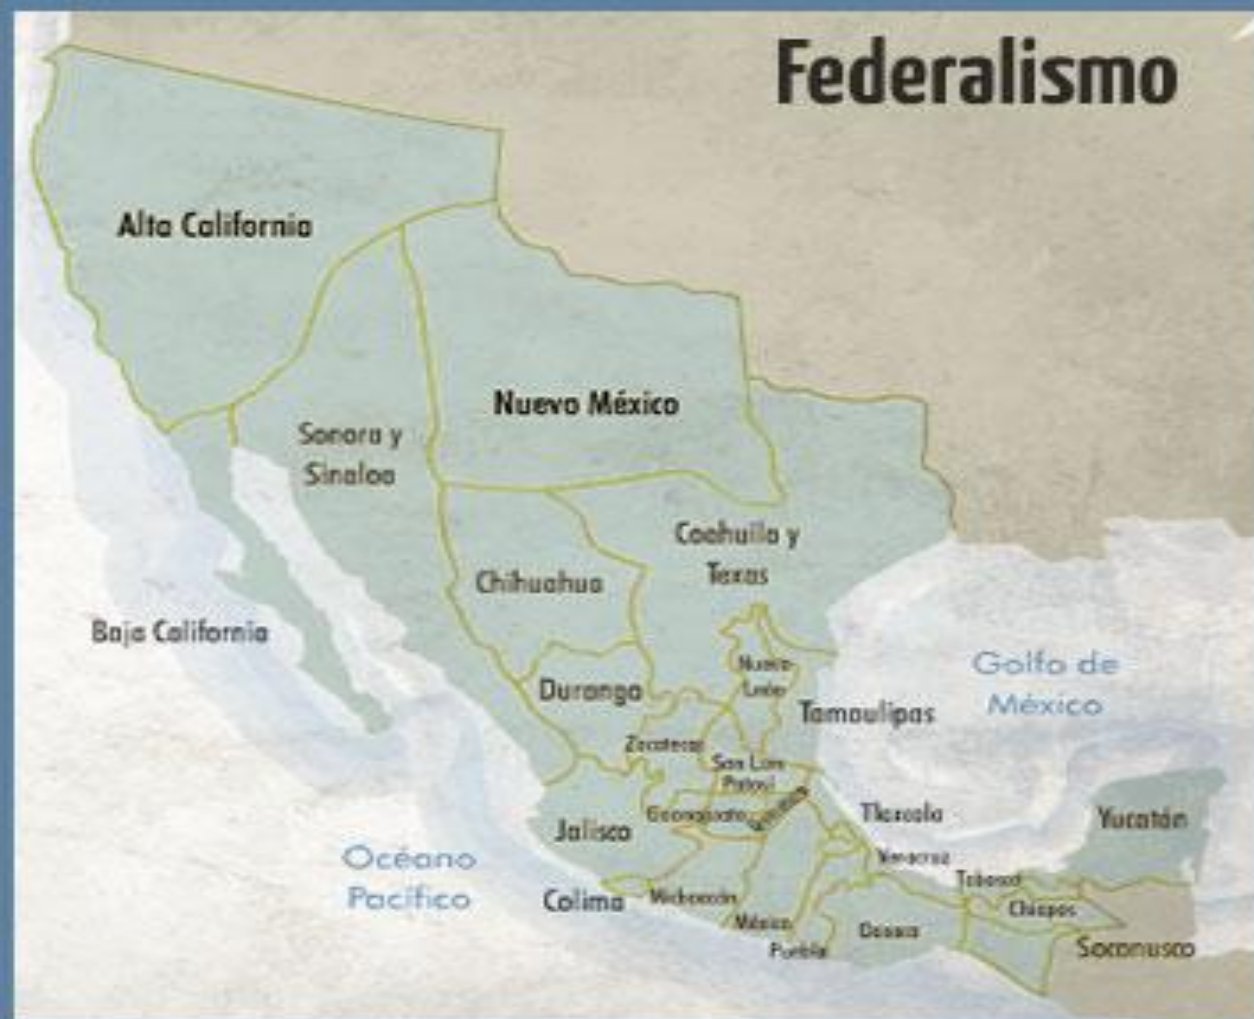 Federalismo
Alta California
Nuevo México
Sonora y
Sinaloa
Coahuila y
Texas
Chihuahua
Baja California
Nuevo
León
Golfo de
México
Durango
Tamaulipas
Zacatecas
San Luis
Potosí
Guanajuato
Tlaxcala
Yucatán
Jalisco
Océano
Pacífico
Veracruz
Tabasco
Colima
Michoacán
Chiapas
México
Oaxaca
Puebla
Soconusco